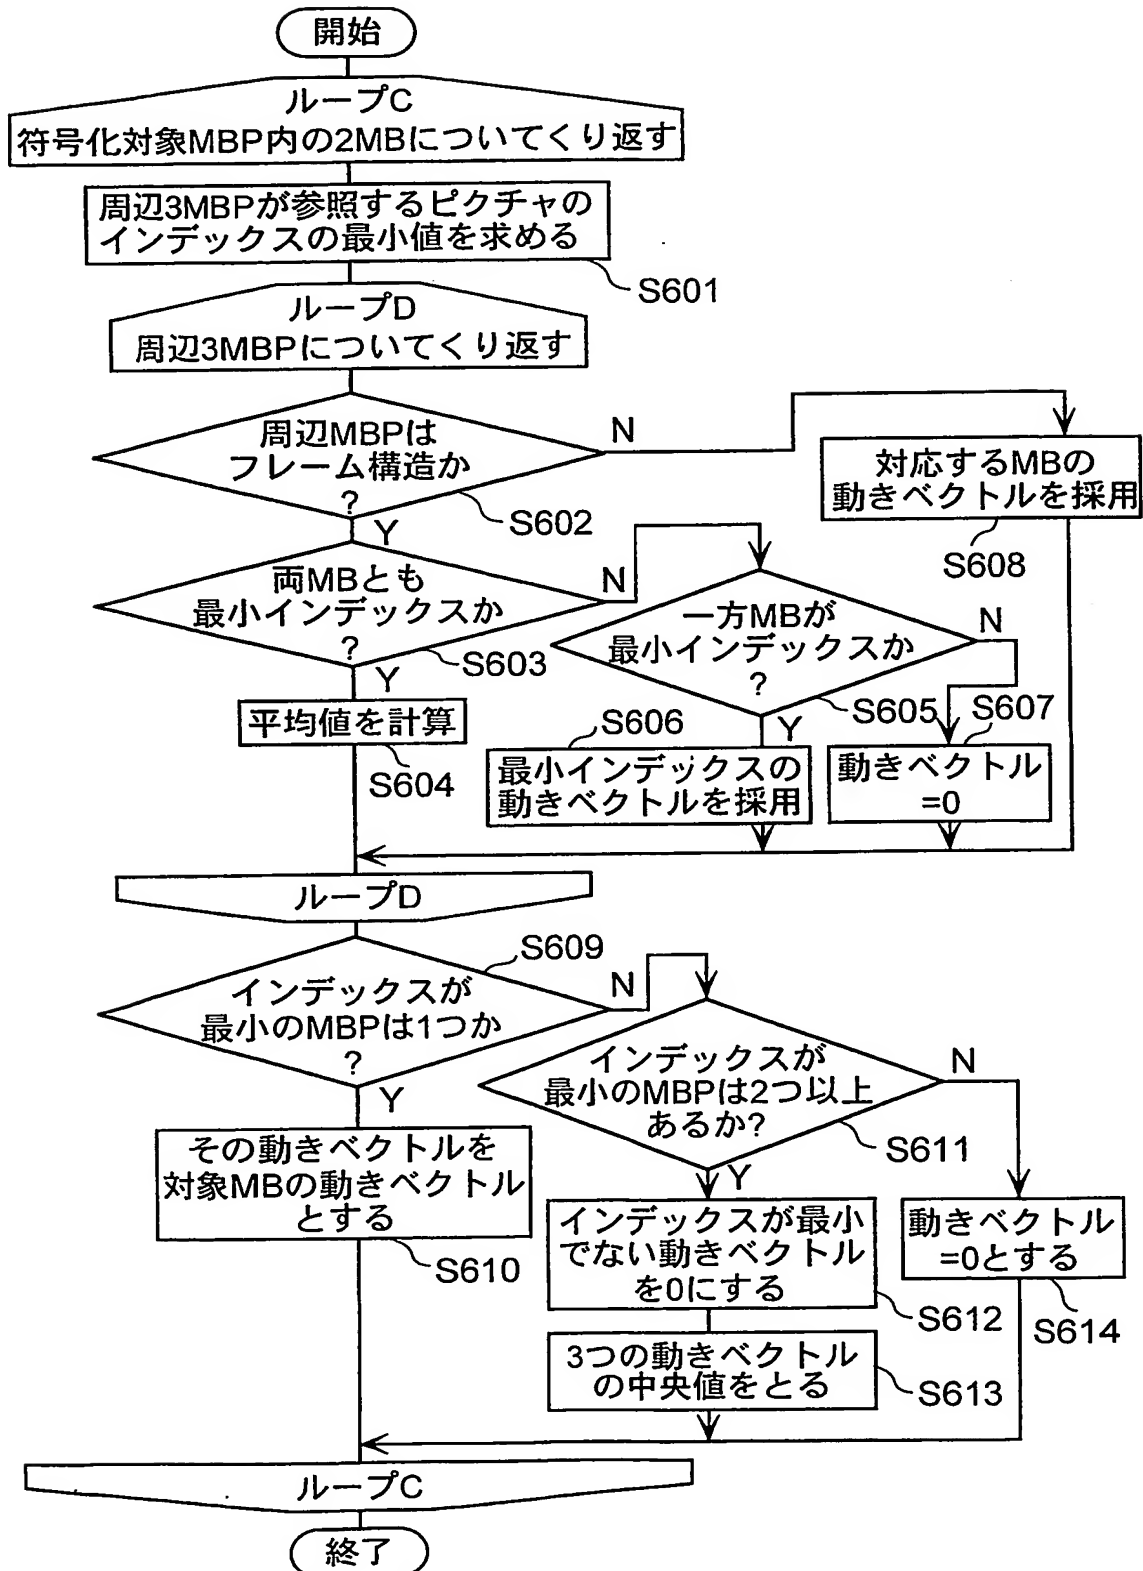 開始
ループC
符号化対象MBP内の2MBについてくり返す
周辺3MBPが参照するピクチャの
インデックスの最小値を求める
S601
ループD
周辺3MBPについてくり返す
周辺MBPは
フレーム構造か
?
N
S602
Y
対応するMBの
動きベクトルを採用
S608
両MBとも
最小インデックスか
?
N
S603
Y
一方MBが
最小インデックスか
?
N
S605
Y
平均値を計算
S604
S606
最小インデックスの
動きベクトルを採用
S607
動きベクトル
=0
ループD
S609
インデックスが
最小のMBPは1つか
?
N
Y
インデックスが
最小のMBPは2つ以上
あるか?
N
S611
Y
その動きベクトルを
対象MBの動きベクトル
とする
S610
インデックスが最小
でない動きベクトル
を0にする
S612
動きベクトル
=0とする
S614
3つの動きベクトル
の中央値をとる
S613
ループC
終了